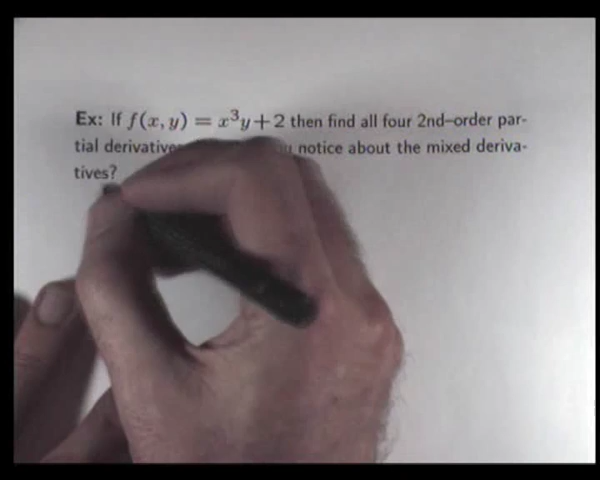 Ex: If f(x, y) = x³y+2 then find all four 2nd–order par-
tial derivative notice about the mixed deriva-
tives?